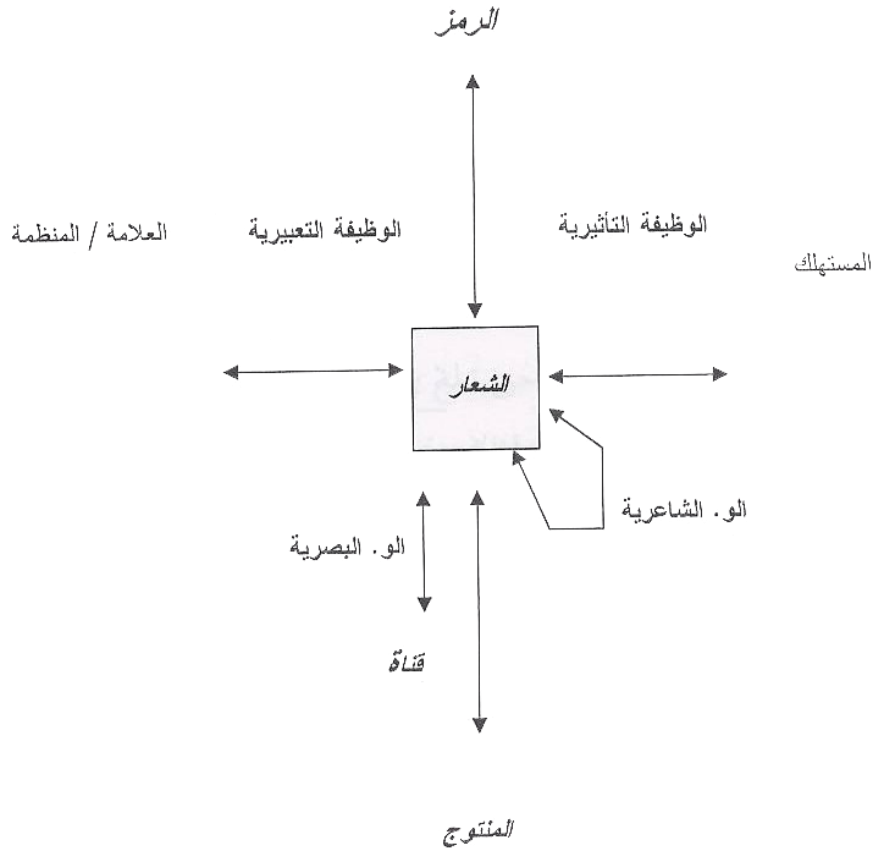 الرمز
الوظيفة التأثيرية
الوظيفة التعبيرية
العلامة / المنظمة
المستهلك
الشعار
الو. الشاعرية
الو. البصرية
قناة
المنتوج